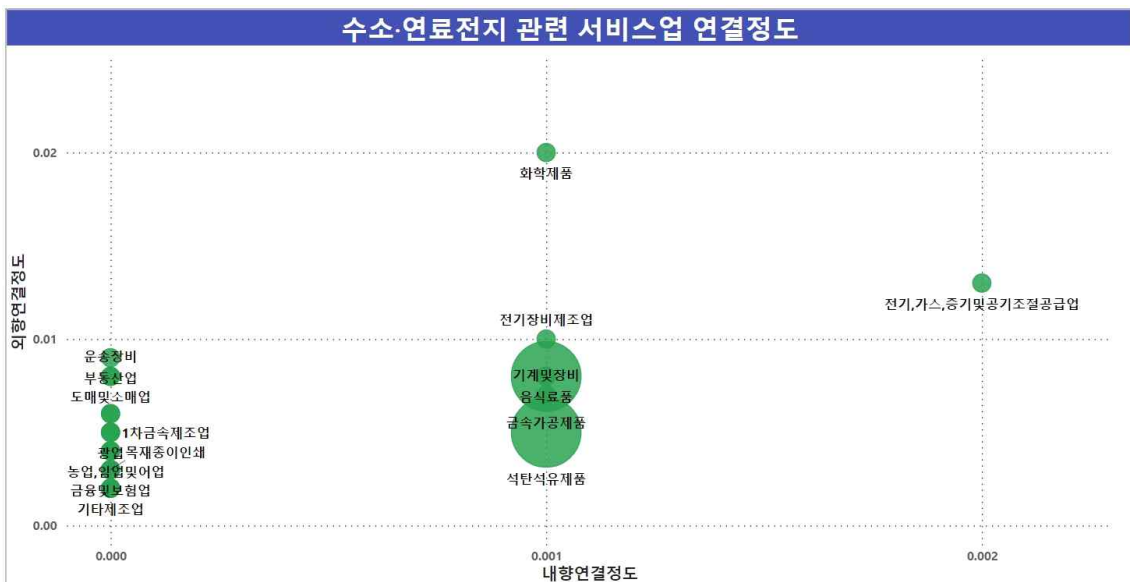 수소·연료전지 관련 서비스업 연결정도
외향연결정도
0.02
화학제품
전기,가스,증기및공기조절공급업
전기장비제조업
0.01
운송장비
부동산업
도매및소매업
기계및장비
음식료품
금속가공제품
1차금속제조업
광업 목재종이인쇄
농업,임업및어업
금융및보험업
기타제조업
석탄석유제품
0.00
0.000
0.001
0.002
내향연결정도